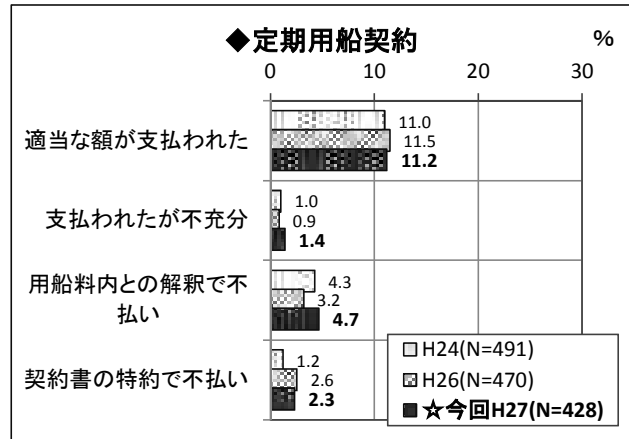 ◆定期用船契約
%
0 10 20 30
適当な額が支払われた
11.0
11.5
11.2
支払われたが不充分
1.0
0.9
1.4
用船料内との解釈で不
払い
4.3
3.2
4.7
契約書の特約で不払い
1.2
2.6
2.3
H24(N=491)
H26(N=470)
☆今回H27(N=428)